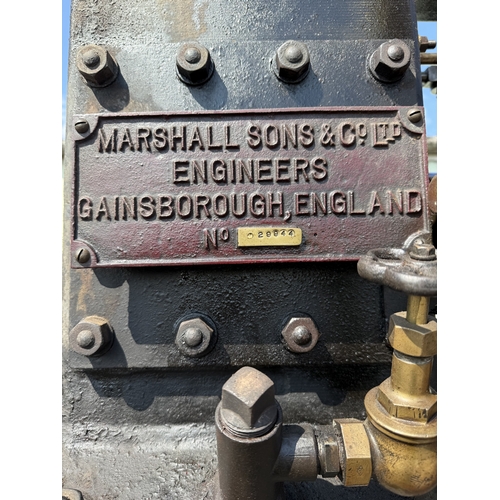 MARSHALL SONS & Cº LTD
ENGINEERS
GAINSBOROUGH, ENGLAND
Nº